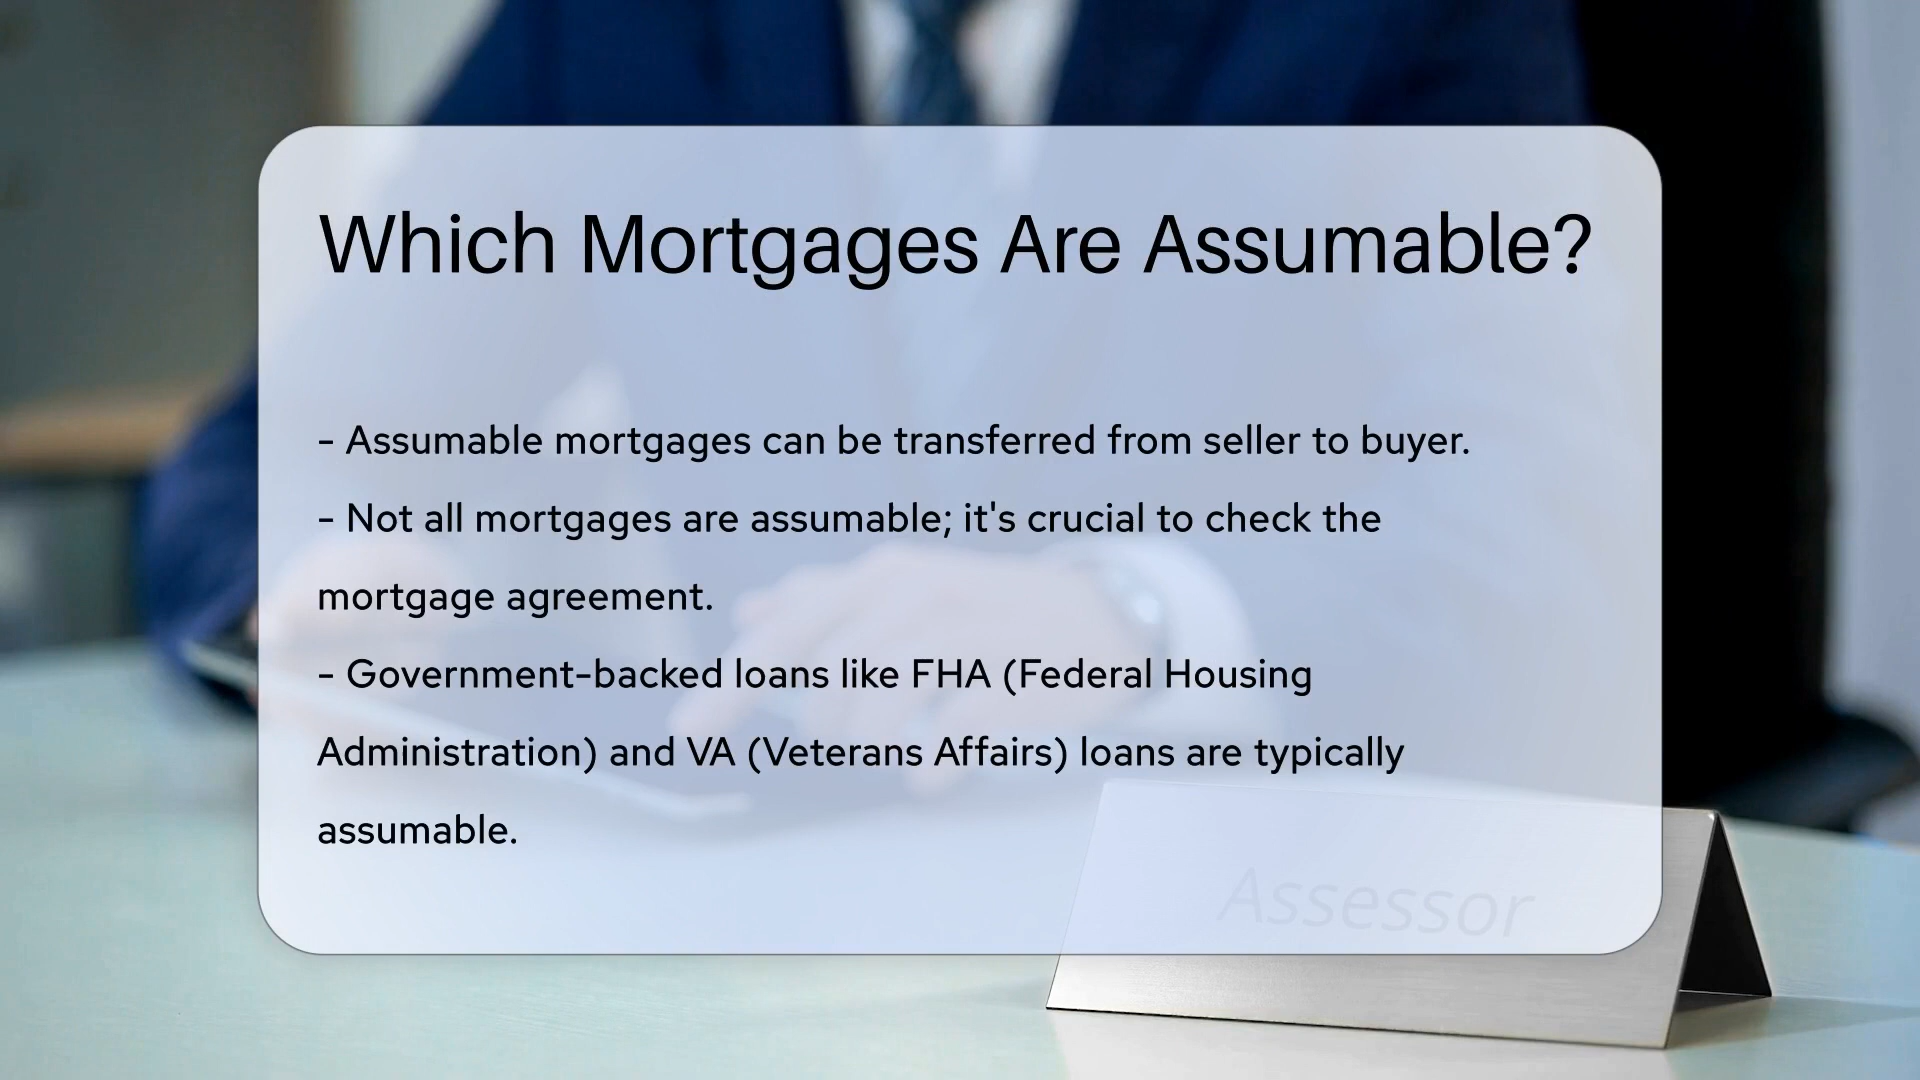 Which Mortgages Are Assumable?
- Assumable mortgages can be transferred from seller to buyer.
- Not all mortgages are assumable; it's crucial to check the
mortgage agreement.
- Government-backed loans like FHA (Federal Housing
Administration) and VA (Veterans Affairs) loans are typically
assumable.
Assessor